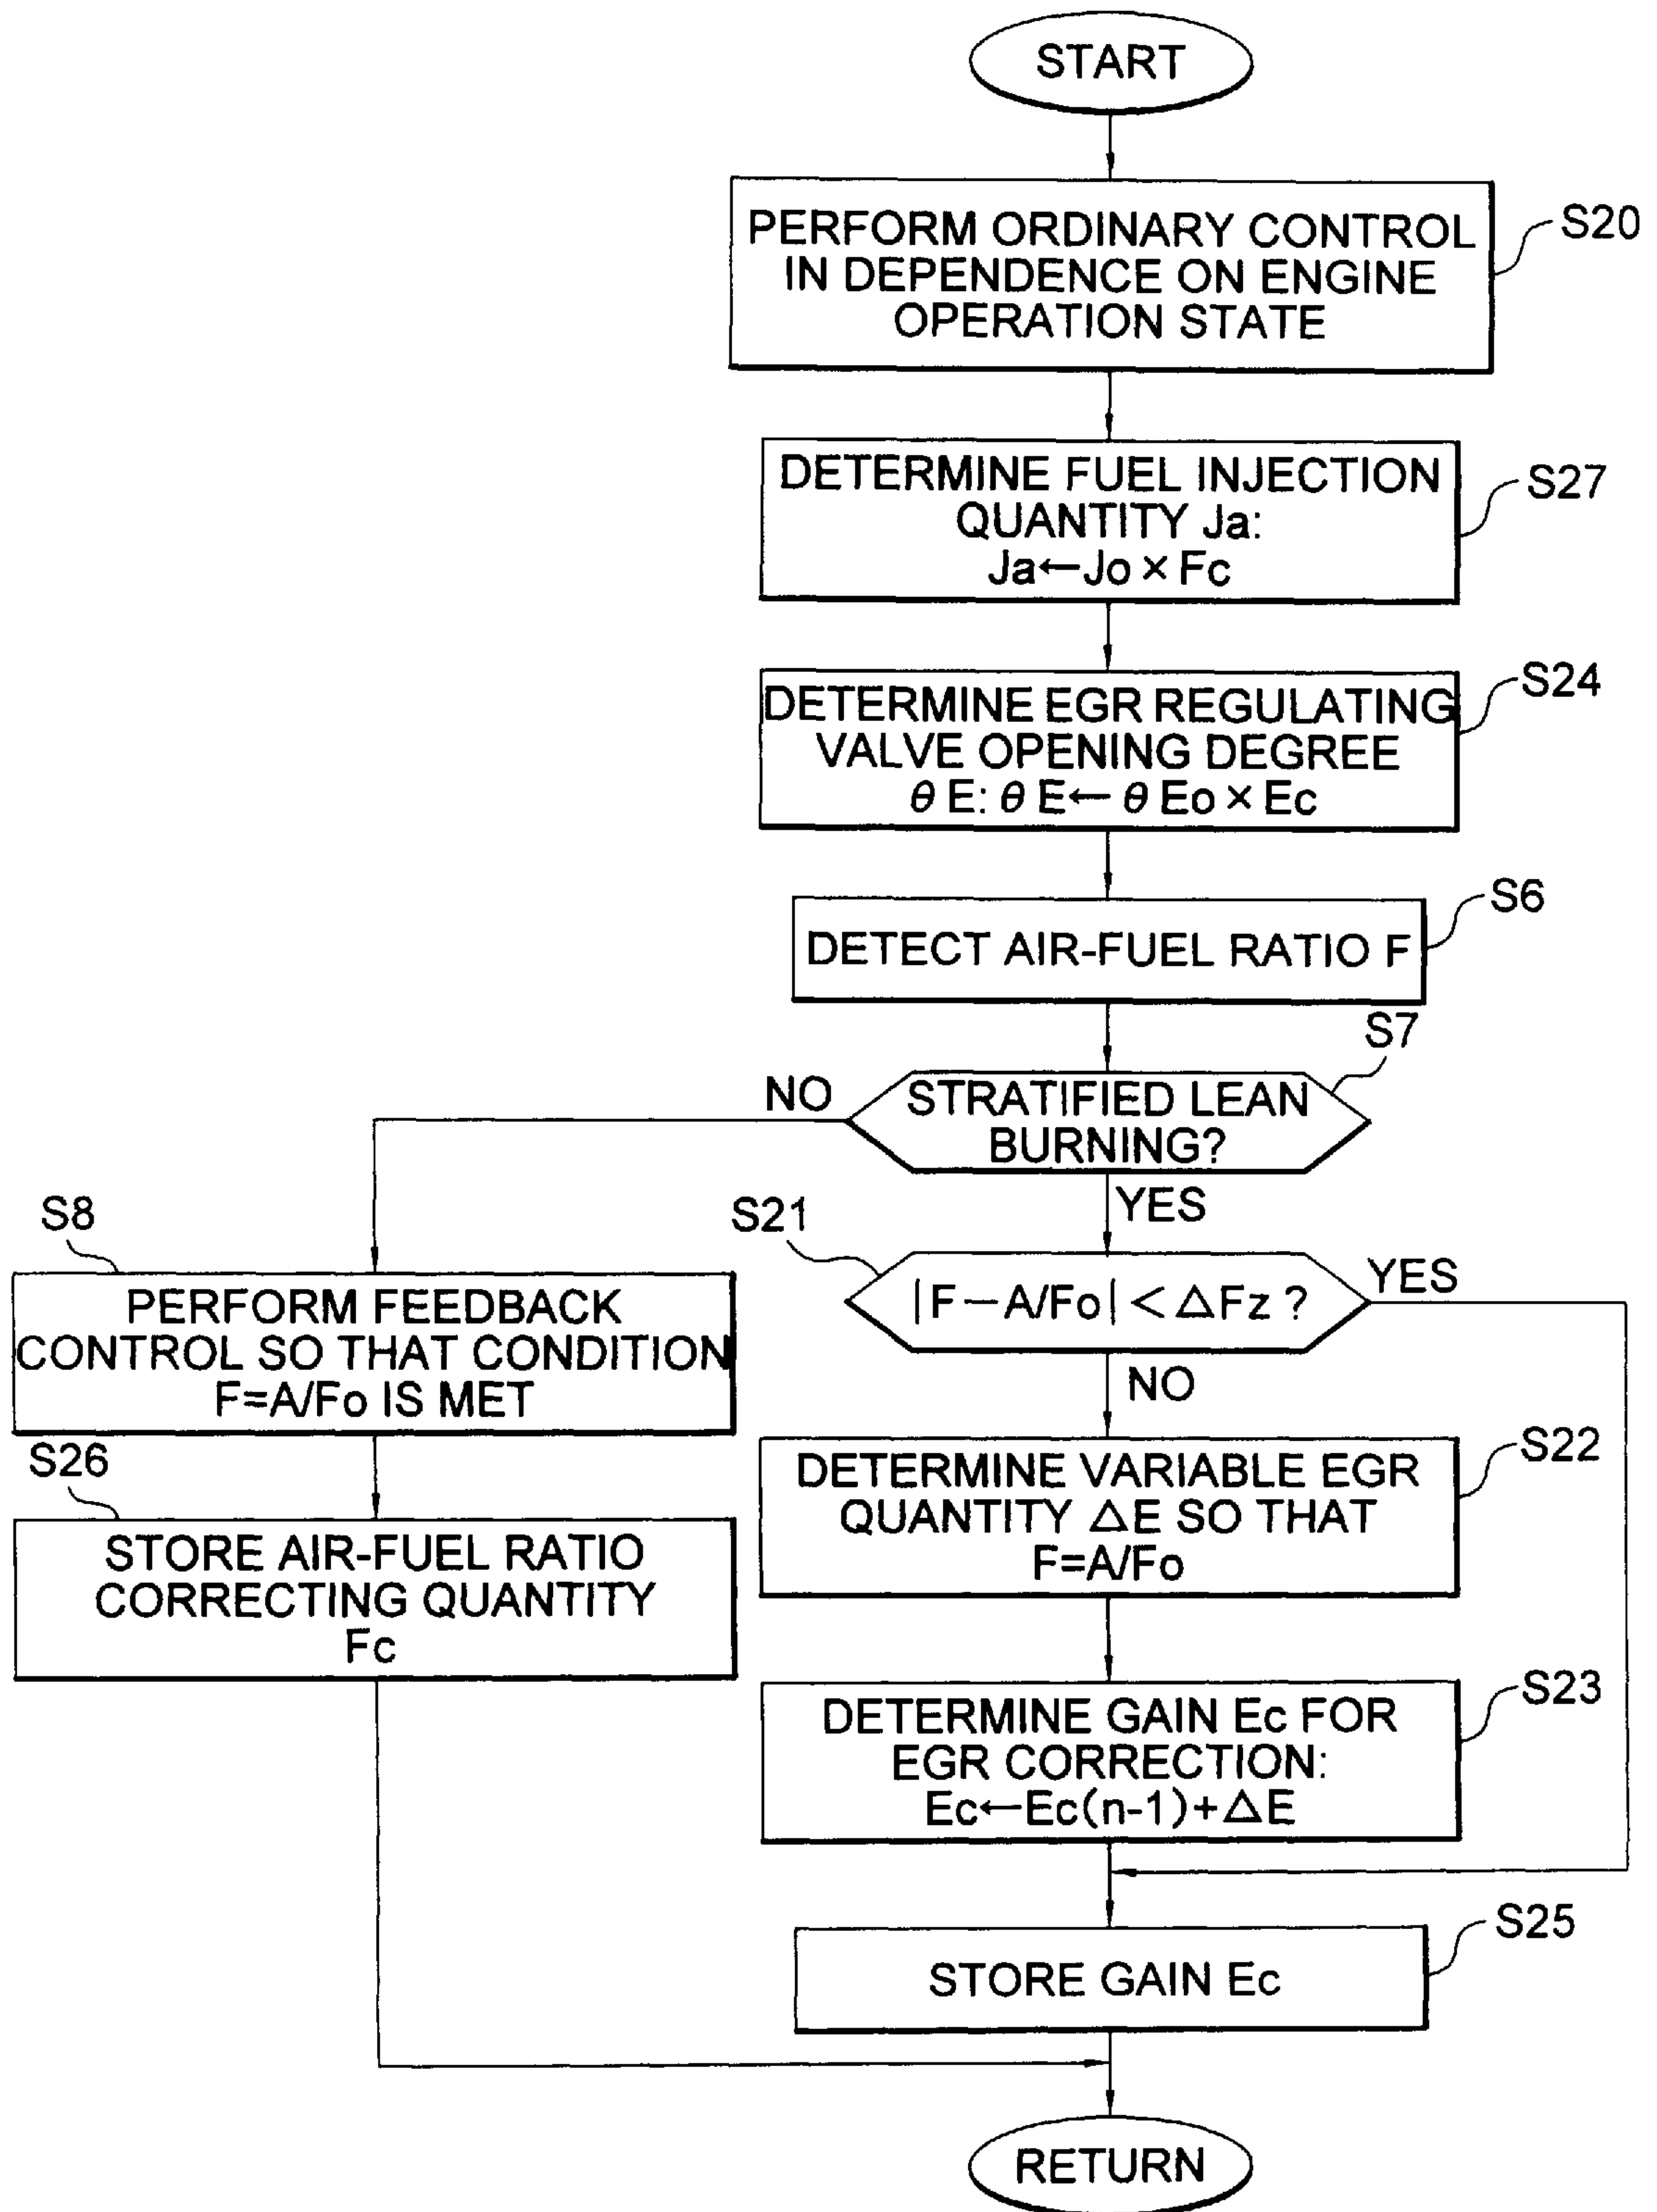 START
PERFORM ORDINARY CONTROL
IN DEPENDENCE ON ENGINE
OPERATION STATE
S20
DETERMINE FUEL INJECTION
QUANTITY Ja:
Ja←Jo×Fc
S27
DETERMINE EGR REGULATING
VALVE OPENING DEGREE
θE: θE←θEo×Ec
S24
DETECT AIR-FUEL RATIO F
S6
S7
STRATIFIED LEAN
BURNING?
NO
YES
S8
PERFORM FEEDBACK
CONTROL SO THAT CONDITION
F=A/Fo IS MET
S26
STORE AIR-FUEL RATIO
CORRECTING QUANTITY
Fc
S21
|F−A/Fo|<△Fz?
YES
NO
DETERMINE VARIABLE EGR
QUANTITY △E SO THAT
F=A/Fo
S22
DETERMINE GAIN Ec FOR
EGR CORRECTION:
Ec←Ec(n-1)+△E
S23
STORE GAIN Ec
S25
RETURN